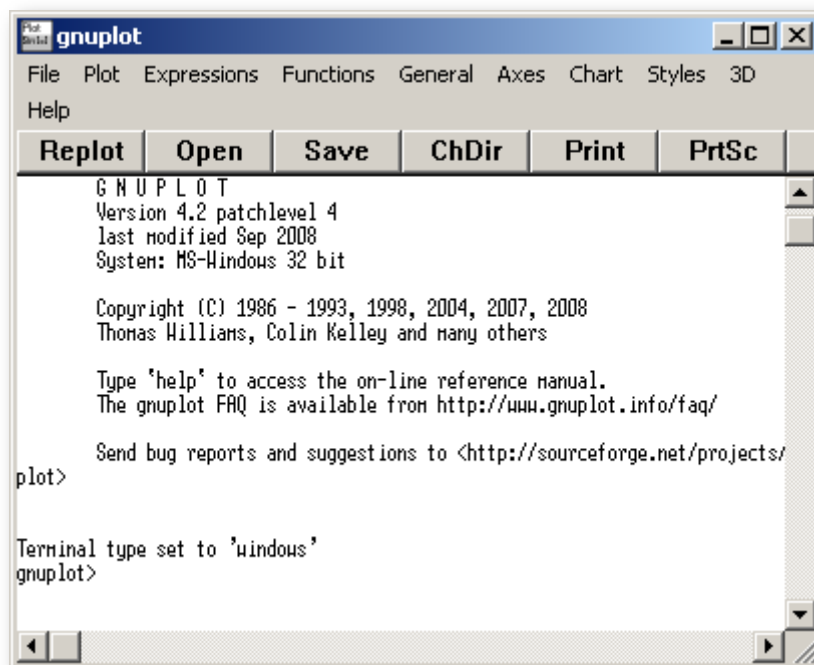 gnuplot
File Plot Expressions Functions General Axes Chart Styles 3D
Help
Replot Open Save ChDir Print PrtSc
G N U P L O T
Version 4.2 patchlevel 4
last modified Sep 2008
System: MS-Windows 32 bit
Copyright (C) 1986 - 1993, 1998, 2004, 2007, 2008
Thomas Williams, Colin Kelley and many others
Type `help` to access the on-line reference manual.
The gnuplot FAQ is available from http://www.gnuplot.info/faq/
Send bug reports and suggestions to <http://sourceforge.net/projects/
plot>
Terminal type set to 'windows'
gnuplot>